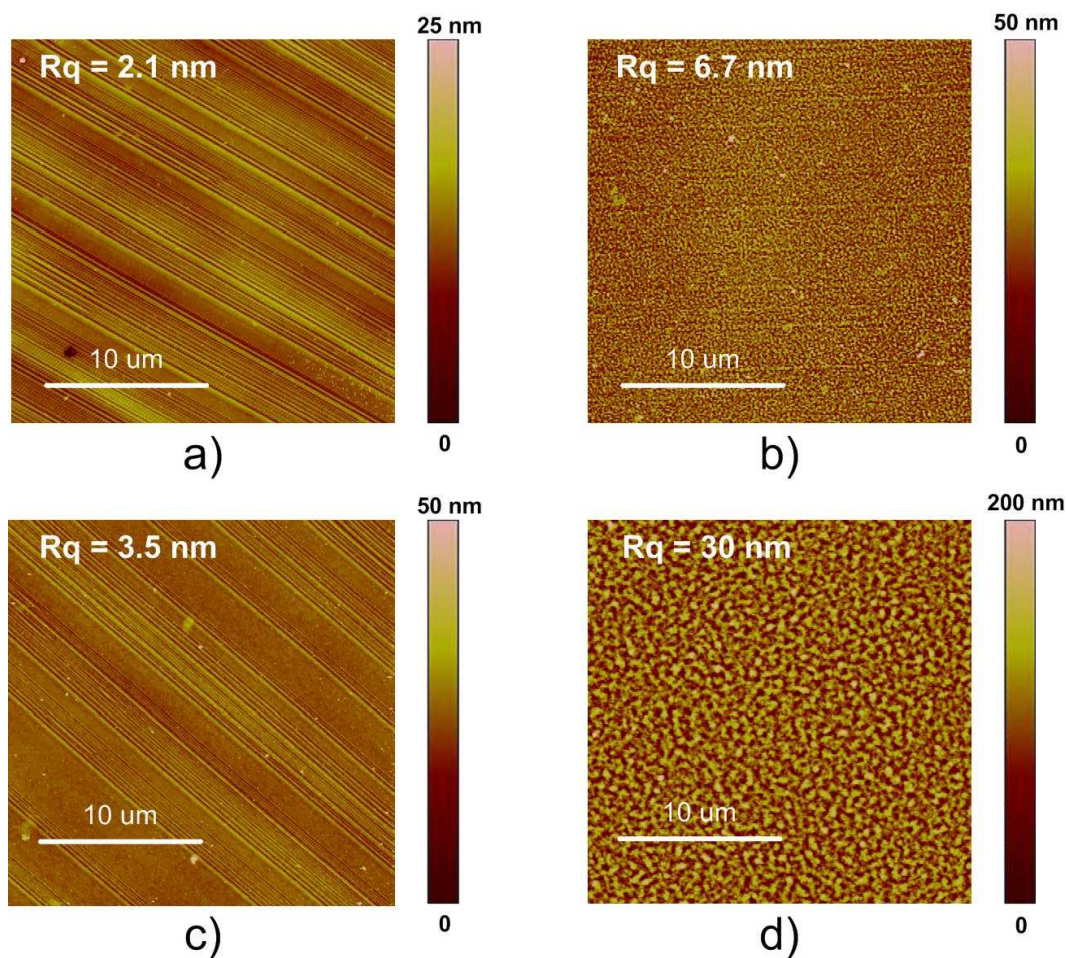 25 nm
Rq = 2.1 nm
10 um
0
a)
50 nm
Rq = 6.7 nm
10 um
0
b)
50 nm
Rq = 3.5 nm
10 um
0
c)
200 nm
Rq = 30 nm
10 um
0
d)